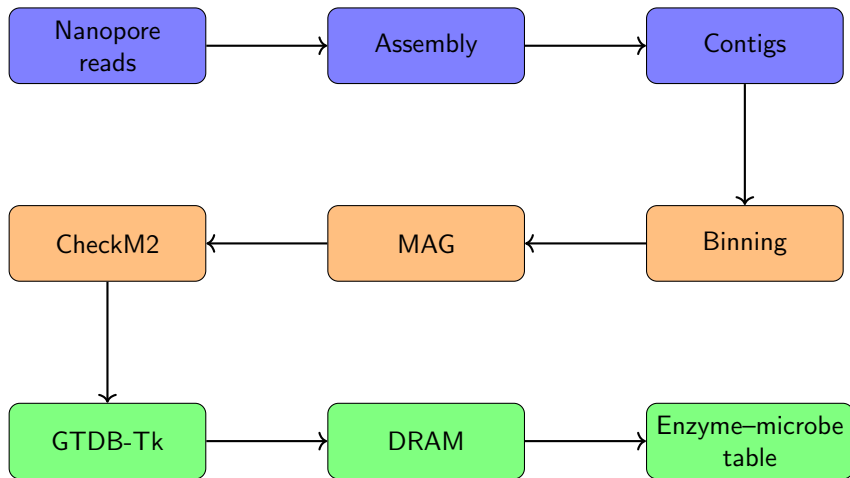 Nanopore
reads
Assembly
Contigs
Binning
MAG
CheckM2
GTDB-Tk
DRAM
Enzyme–microbe
table